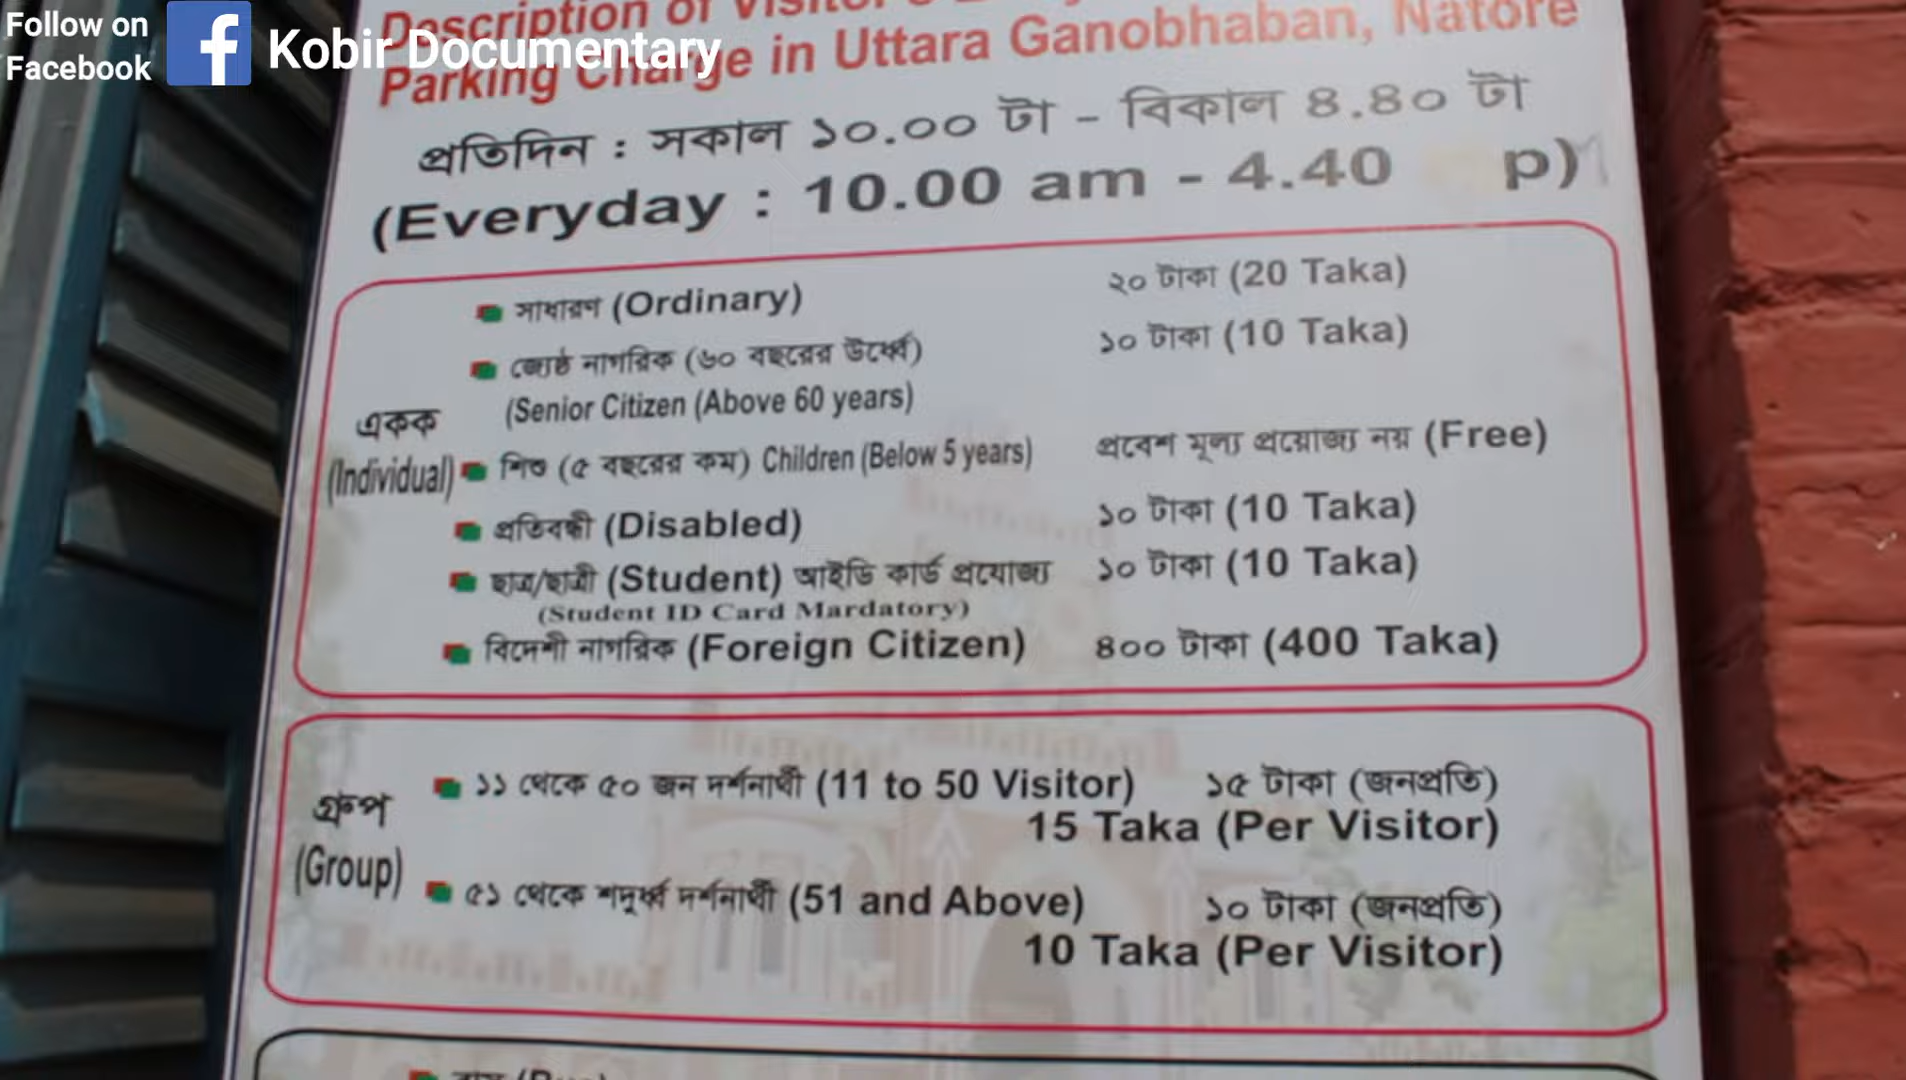 Follow on
Facebook
f
Kobir Documentary
Description of Visitor's
Parking Charge in Uttara Ganobhaban, Natore
প্রতিদিন : সকাল ১০.০০ টা - বিকাল ৪.৪০ টা
(Everyday : 10.00 am - 4.40 p)
একক
(Individual)
সাধারণ (Ordinary) ২০ টাকা (20 Taka)
জ্যেষ্ঠ নাগরিক (৬০ বছরের উর্ধ্বে) ১০ টাকা (10 Taka)
(Senior Citizen (Above 60 years)
শিশু (৫ বছরের কম) Children (Below 5 years) প্রবেশ মূল্য প্রয়োজ্য নয় (Free)
প্রতিবন্ধী (Disabled) ১০ টাকা (10 Taka)
ছাত্র/ছাত্রী (Student) আইডি কার্ড প্রযোজ্য ১০ টাকা (10 Taka)
(Student ID Card Mardatory)
বিদেশী নাগরিক (Foreign Citizen) ৪০০ টাকা (400 Taka)
গ্রুপ
(Group)
১১ থেকে ৫০ জন দর্শনার্থী (11 to 50 Visitor) ১৫ টাকা (জনপ্রতি)
15 Taka (Per Visitor)
৫১ থেকে শদূর্ধ্ব দর্শনার্থী (51 and Above) ১০ টাকা (জনপ্রতি)
10 Taka (Per Visitor)